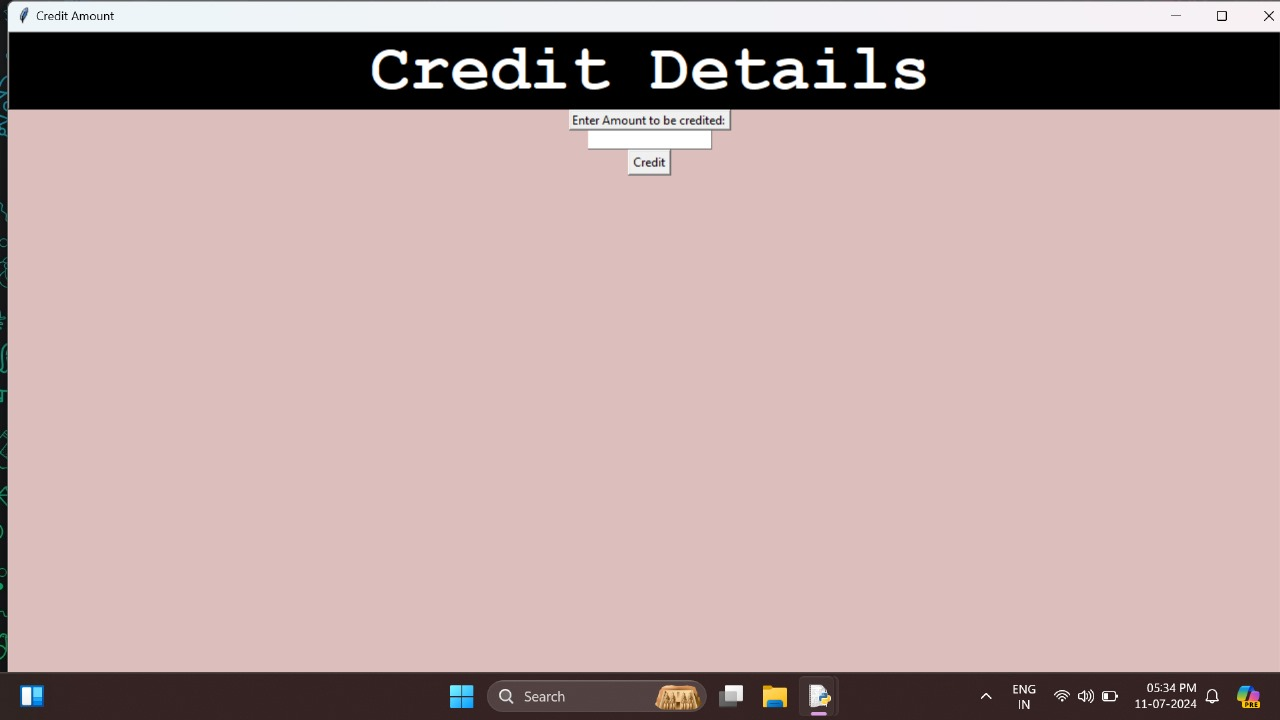 Credit Amount
Credit Details
Enter Amount to be credited:
Credit
Search
ENG
IN
05:34 PM
11-07-2024
PRE